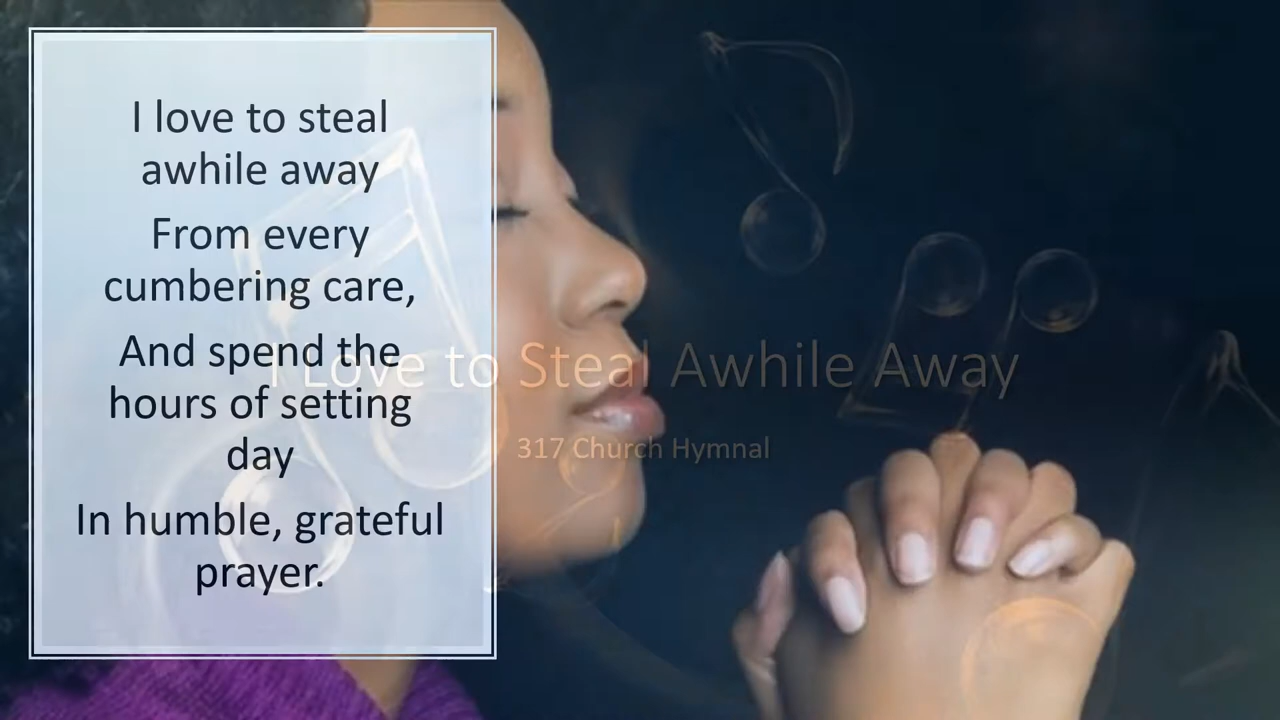 I love to steal
awhile away
From every
cumbering care,
And spend the
hours of setting
day
In humble, grateful
prayer.
I Love to Steal Awhile Away
317 Church Hymnal